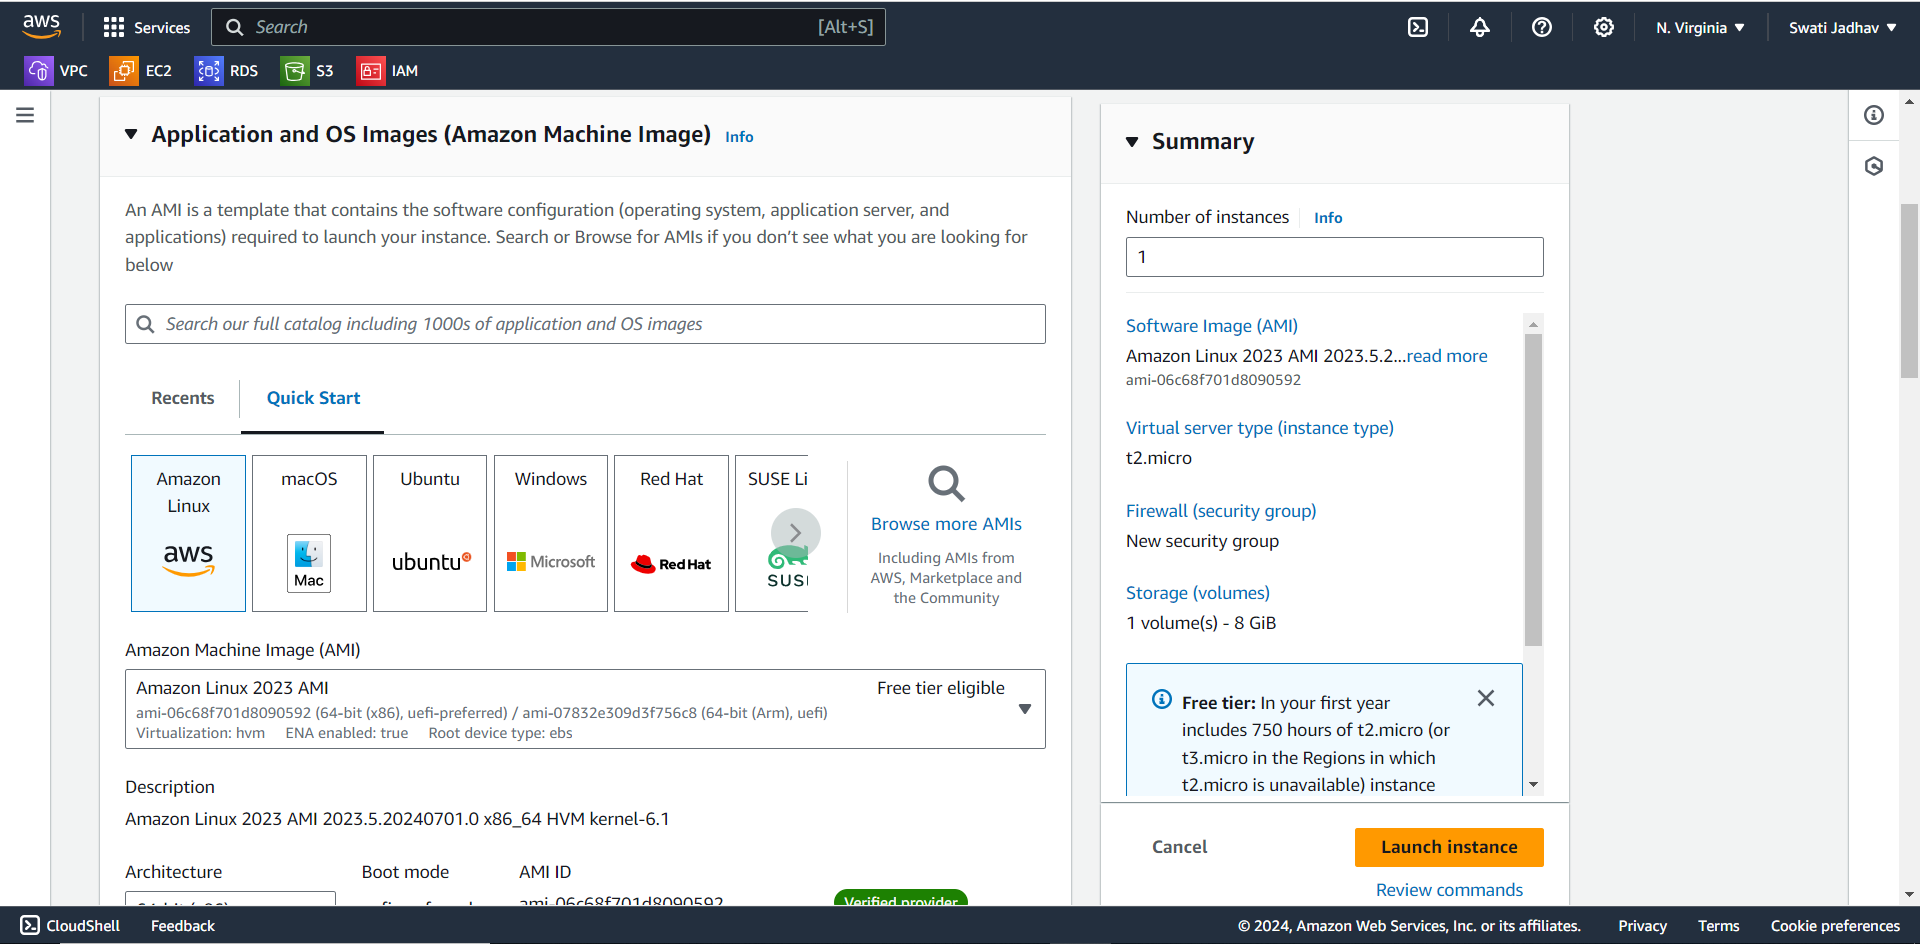 aws
Services
Search
[Alt+S]
N. Virginia
Swati Jadhav
VPC
EC2
RDS
S3
IAM
Application and OS Images (Amazon Machine Image) Info
An AMI is a template that contains the software configuration (operating system, application server, and
applications) required to launch your instance. Search or Browse for AMIs if you don’t see what you are looking for
below
Search our full catalog including 1000s of application and OS images
Recents
Quick Start
Amazon
Linux
aws
macOS
Mac
Ubuntu
ubuntu
Windows
Microsoft
Red Hat
Red Hat
SUSE Li
SUS
Browse more AMIs
Including AMIs from
AWS, Marketplace and
the Community
Amazon Machine Image (AMI)
Amazon Linux 2023 AMI
Free tier eligible
ami-06c68f701d8090592 (64-bit (x86), uefi-preferred) / ami-07832e309d3f756c8 (64-bit (Arm), uefi)
Virtualization: hvm ENA enabled: true Root device type: ebs
Description
Amazon Linux 2023 AMI 2023.5.20240701.0 x86_64 HVM kernel-6.1
Architecture
Boot mode
AMI ID
ami-06c68f701d8090592
Verified provider
Summary
Number of instances Info
1
Software Image (AMI)
Amazon Linux 2023 AMI 2023.5.2...read more
ami-06c68f701d8090592
Virtual server type (instance type)
t2.micro
Firewall (security group)
New security group
Storage (volumes)
1 volume(s) - 8 GiB
Free tier: In your first year
includes 750 hours of t2.micro (or
t3.micro in the Regions in which
t2.micro is unavailable) instance
Cancel
Launch instance
Review commands
CloudShell
Feedback
© 2024, Amazon Web Services, Inc. or its affiliates.
Privacy
Terms
Cookie preferences